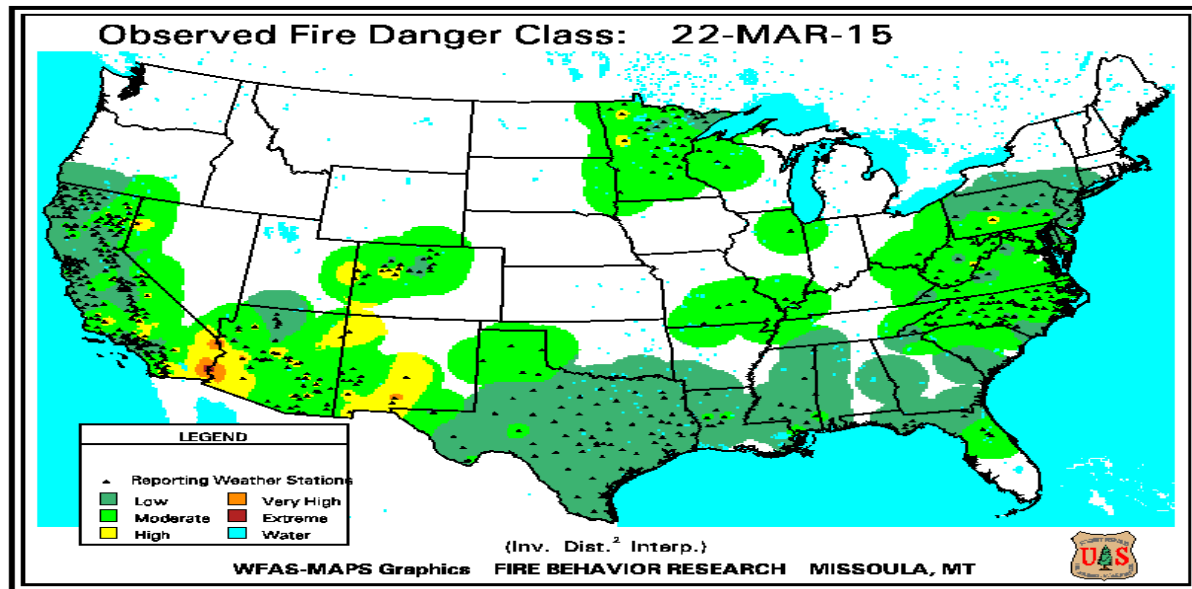 Observed Fire Danger Class: 22-MAR-15
LEGEND
Reporting Weather Stations
Low
Very High
Moderate
Extreme
High
Water
(Inv. Dist.² Interp.)
WFAS-MAPS Graphics FIRE BEHAVIOR RESEARCH MISSOULA, MT
UAS